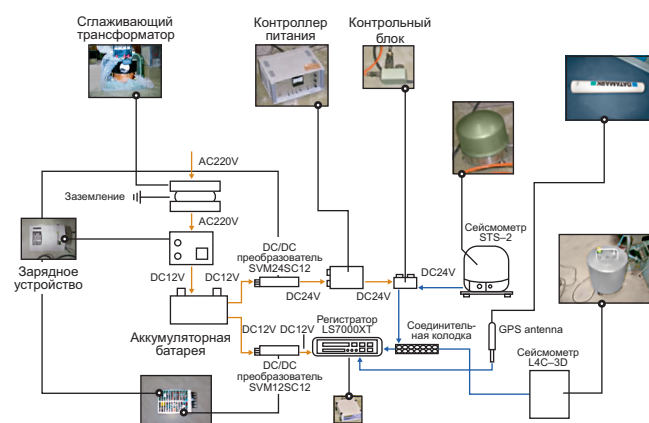 Сглаживающий
трансформатор
Контроллер
питания
Контрольный
блок
DATAMARK
AC220V
Заземление
AC220V
Сейсмометр
STS–2
DC/DC
преобразователь
SVM24SC12
DC24V
Зарядное
устройство
DC12V
DC12V
DC24V
DC24V
Аккумуляторная
батарея
DC12V
DC12V
Регистратор
LS7000XT
Соединитель-
ная колодка
GPS antenna
Сейсмометр
L4C–3D
DC/DC
преобразователь
SVM12SC12